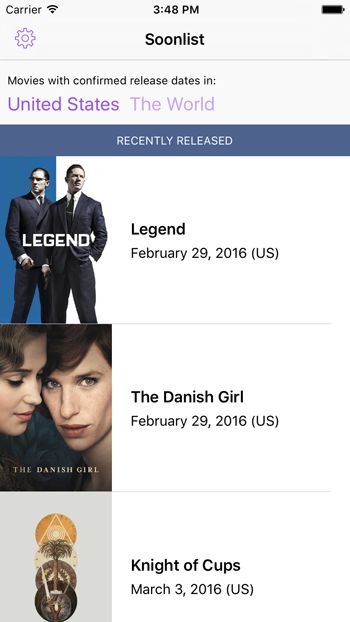 Carrier 3:48 PM
Soonlist
Movies with confirmed release dates in:
United States The World
RECENTLY RELEASED
LEGEND
Legend
February 29, 2016 (US)
THE DANISH GIRL
The Danish Girl
February 29, 2016 (US)
Knight of Cups
March 3, 2016 (US)